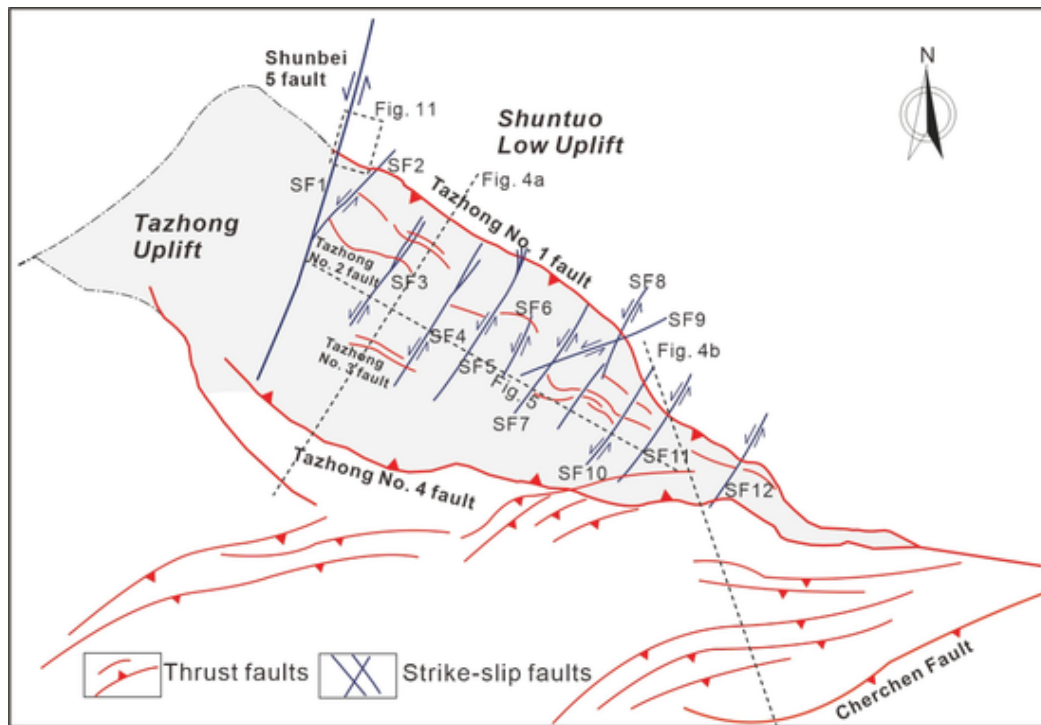 Shunbei
5 fault
Fig. 11
N
Shuntuo
Low Uplift
SF1
SF2
Fig. 4a
Tazhong
Uplift
Tazhong No. 1 fault
Tazhong
No. 2 fault
SF3
SF8
SF6
SF9
SF4
Tazhong
No. 3 fault
SF5
Fig. 5
Fig. 4b
SF7
SF10
SF11
SF12
Tazhong No. 4 fault
Thrust faults
Strike-slip faults
Cherchen Fault